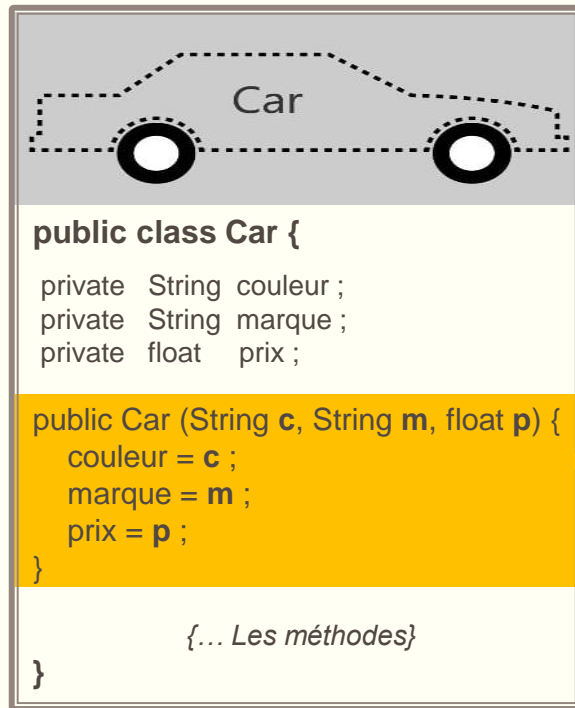 Car
public class Car {
private String couleur ;
private String marque ;
private float prix ;
public Car (String c, String m, float p) {
couleur = c ;
marque = m ;
prix = p ;
}
{… Les méthodes}
}